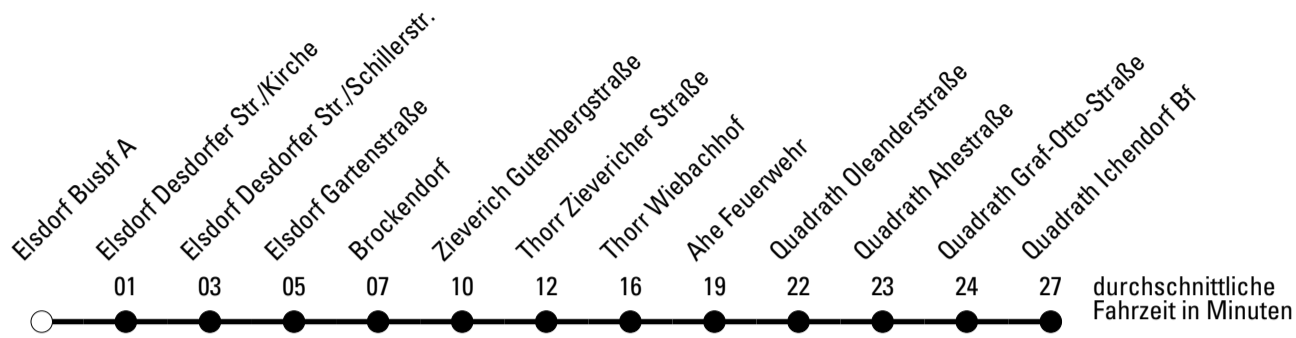 Elsdorf Busbf A
Elsdorf Desdorfer Str./Kirche
Elsdorf Desdorfer Str./Schillerstr.
Elsdorf Gartenstraße
Brockendorf
Zieverich Gutenbergstraße
Thorr Zievericher Straße
Thorr Wiebachhof
Ahe Feuerwehr
Quadrath Oleanderstraße
Quadrath Ahestraße
Quadrath Graf-Otto-Straße
Quadrath Ichendorf Bf
01 03 05 07 10 12 16 19 22 23 24 27
durchschnittliche
Fahrzeit in Minuten